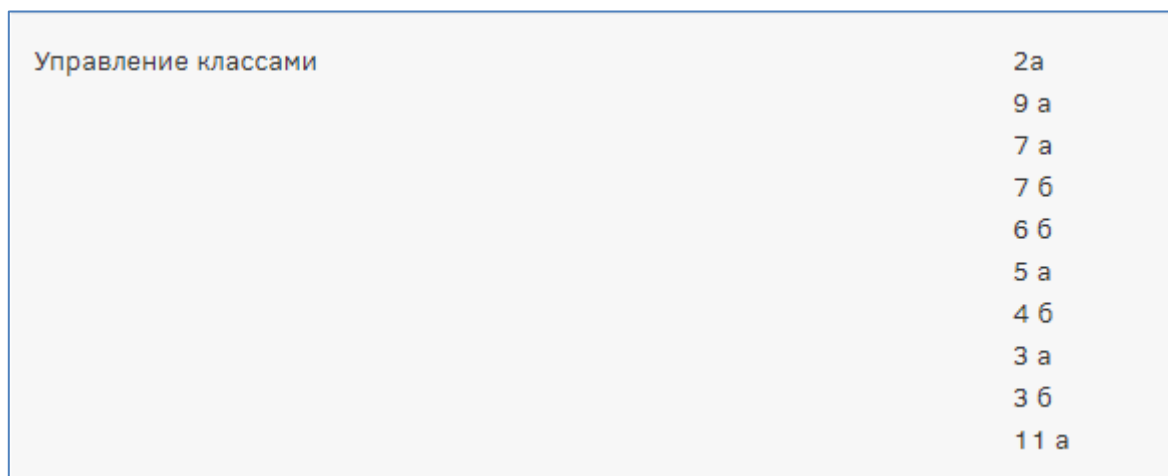 Управление классами 2а
9 а
7 а
7 б
6 б
5 а
4 б
3 а
3 б
11 а